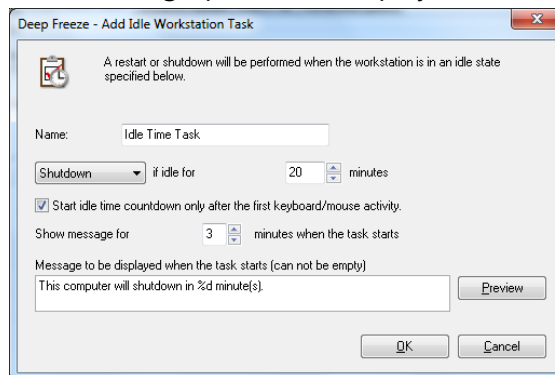 Deep Freeze - Add Idle Workstation Task
A restart or shutdown will be performed when the workstation is in an idle state
specified below.
Name: Idle Time Task
Shutdown if idle for 20 minutes
Start idle time countdown only after the first keyboard/mouse activity.
Show message for 3 minutes when the task starts
Message to be displayed when the task starts (can not be empty)
This computer will shutdown in %d minute(s).
Preview
OK Cancel